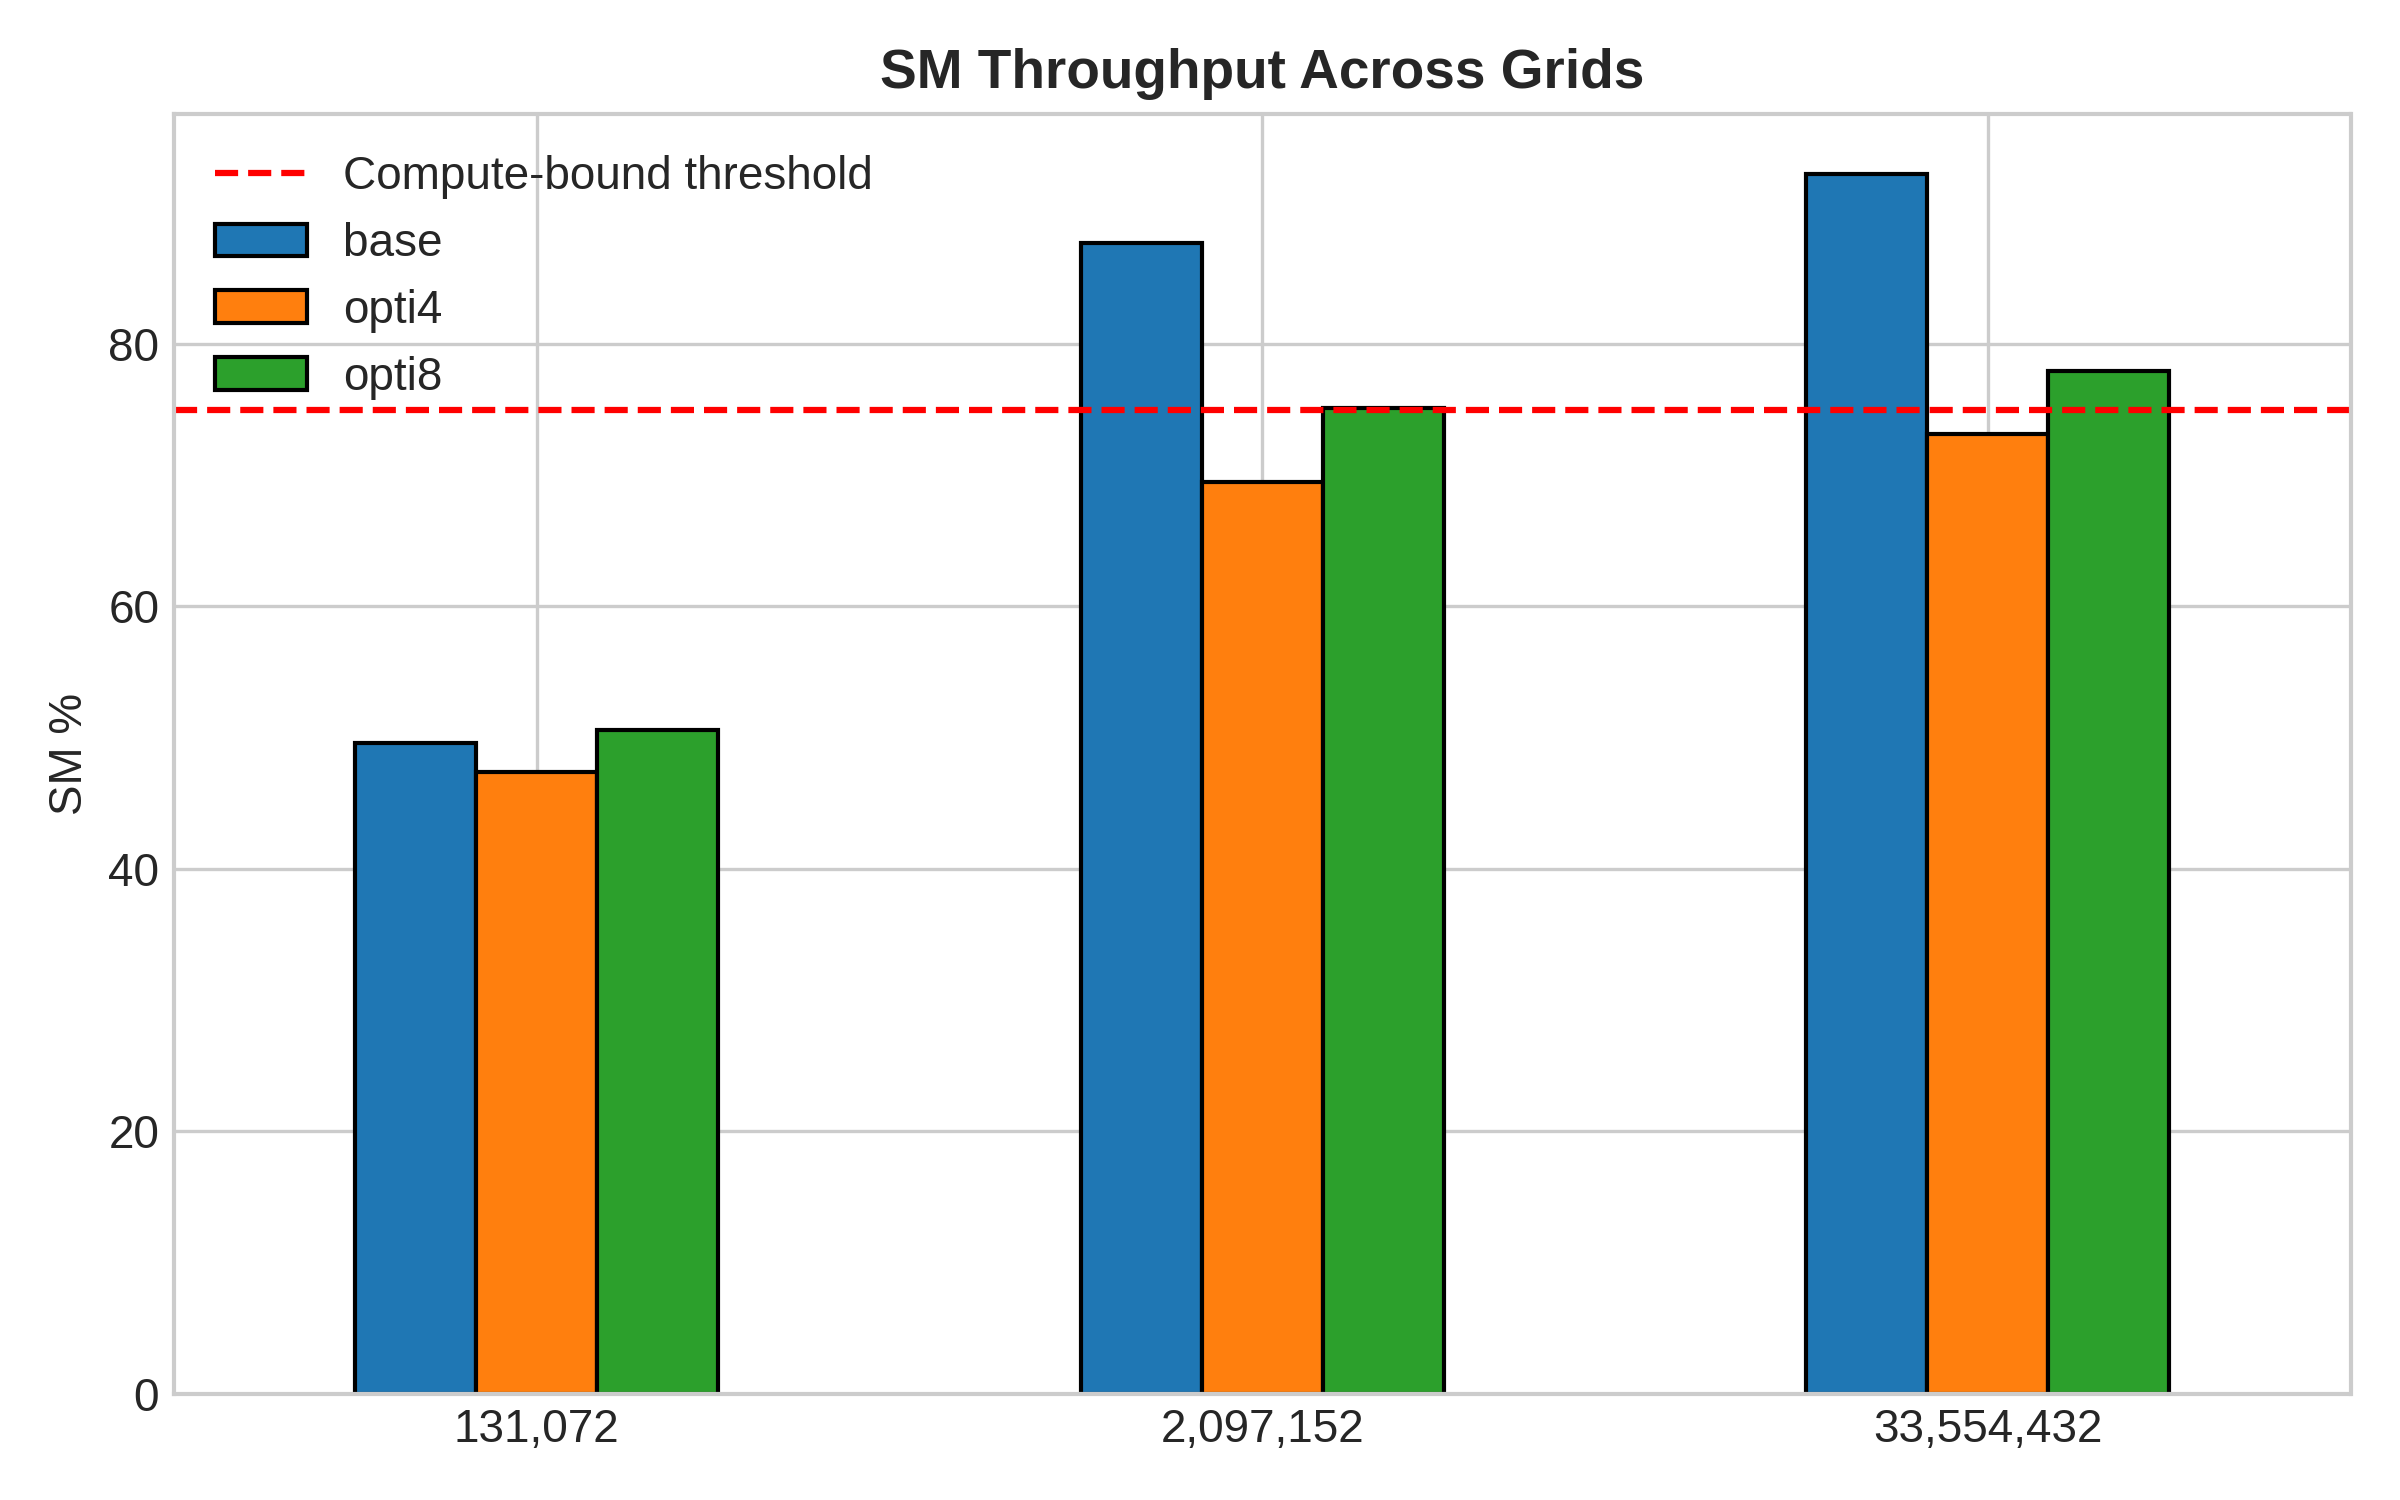 SM Throughput Across Grids
Compute-bound threshold
base
opti4
opti8
SM %
80
60
40
20
0
131,072
2,097,152
33,554,432